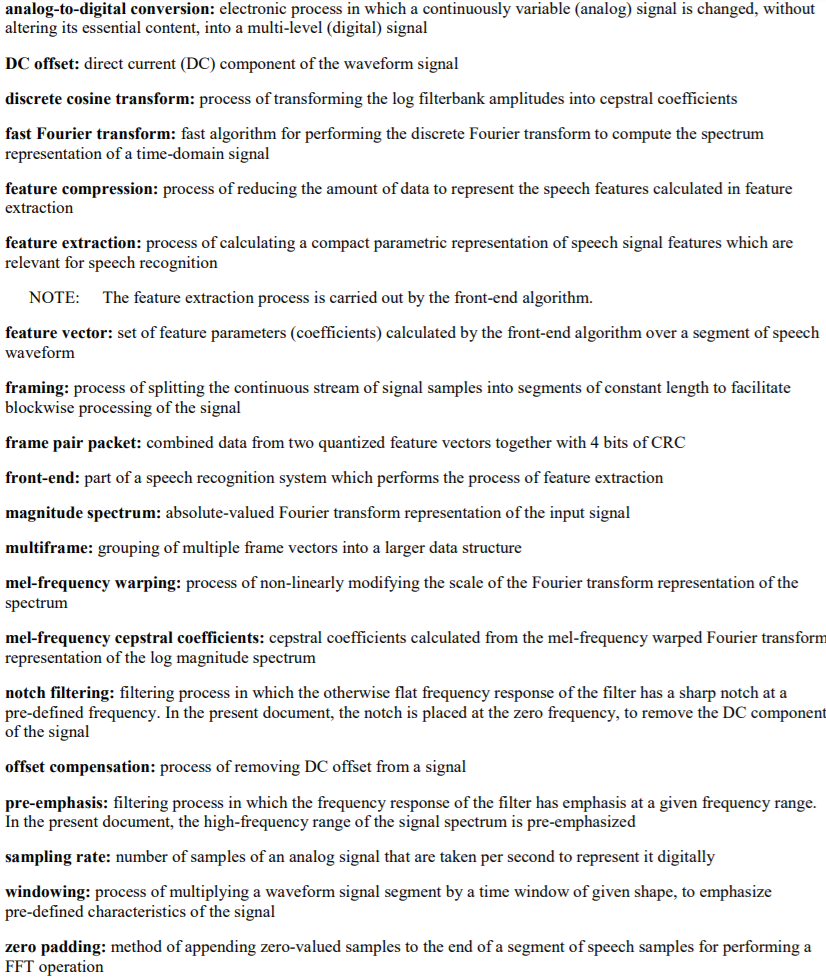 analog-to-digital conversion: electronic process in which a continuously variable (analog) signal is changed, without
altering its essential content, into a multi-level (digital) signal
DC offset: direct current (DC) component of the waveform signal
discrete cosine transform: process of transforming the log filterbank amplitudes into cepstral coefficients
fast Fourier transform: fast algorithm for performing the discrete Fourier transform to compute the spectrum
representation of a time-domain signal
feature compression: process of reducing the amount of data to represent the speech features calculated in feature
extraction
feature extraction: process of calculating a compact parametric representation of speech signal features which are
relevant for speech recognition
NOTE: The feature extraction process is carried out by the front-end algorithm.
feature vector: set of feature parameters (coefficients) calculated by the front-end algorithm over a segment of speech
waveform
framing: process of splitting the continuous stream of signal samples into segments of constant length to facilitate
blockwise processing of the signal
frame pair packet: combined data from two quantized feature vectors together with 4 bits of CRC
front-end: part of a speech recognition system which performs the process of feature extraction
magnitude spectrum: absolute-valued Fourier transform representation of the input signal
multiframe: grouping of multiple frame vectors into a larger data structure
mel-frequency warping: process of non-linearly modifying the scale of the Fourier transform representation of the
spectrum
mel-frequency cepstral coefficients: cepstral coefficients calculated from the mel-frequency warped Fourier transform
representation of the log magnitude spectrum
notch filtering: filtering process in which the otherwise flat frequency response of the filter has a sharp notch at a
pre-defined frequency. In the present document, the notch is placed at the zero frequency, to remove the DC component
of the signal
offset compensation: process of removing DC offset from a signal
pre-emphasis: filtering process in which the frequency response of the filter has emphasis at a given frequency range.
In the present document, the high-frequency range of the signal spectrum is pre-emphasized
sampling rate: number of samples of an analog signal that are taken per second to represent it digitally
windowing: process of multiplying a waveform signal segment by a time window of given shape, to emphasize
pre-defined characteristics of the signal
zero padding: method of appending zero-valued samples to the end of a segment of speech samples for performing a
FFT operation